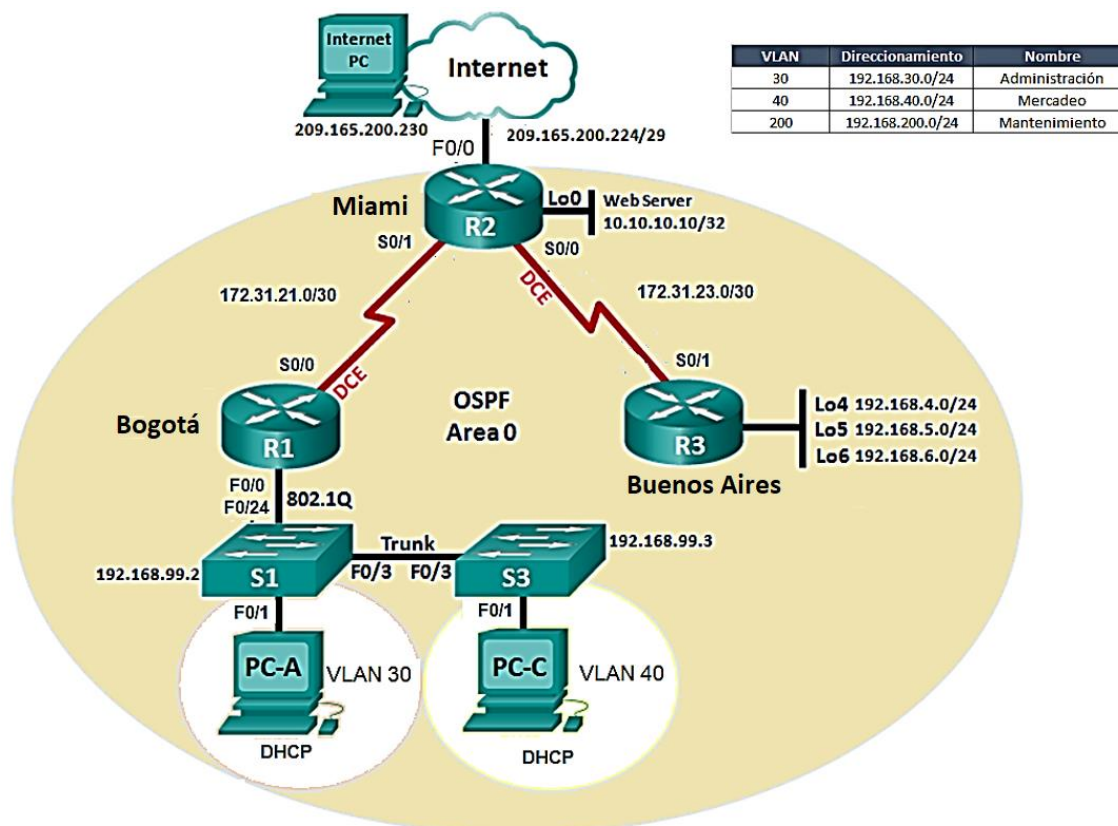 Internet
PC
Internet
209.165.200.230
209.165.200.224/29
F0/0
VLAN Direccionamiento Nombre
30 192.168.30.0/24 Administración
40 192.168.40.0/24 Mercadeo
200 192.168.200.0/24 Mantenimiento
Miami
R2
Lo0
Web Server
10.10.10.10/32
S0/1
S0/0
DCE
172.31.21.0/30
172.31.23.0/30
S0/0
DCE
S0/1
Bogotá
R1
OSPF
Area 0
R3
Buenos Aires
Lo4 192.168.4.0/24
Lo5 192.168.5.0/24
Lo6 192.168.6.0/24
F0/0
F0/24
802.1Q
Trunk
192.168.99.2
S1
F0/3
F0/3
S3
192.168.99.3
F0/1
F0/1
PC-A
VLAN 30
PC-C
VLAN 40
DHCP
DHCP